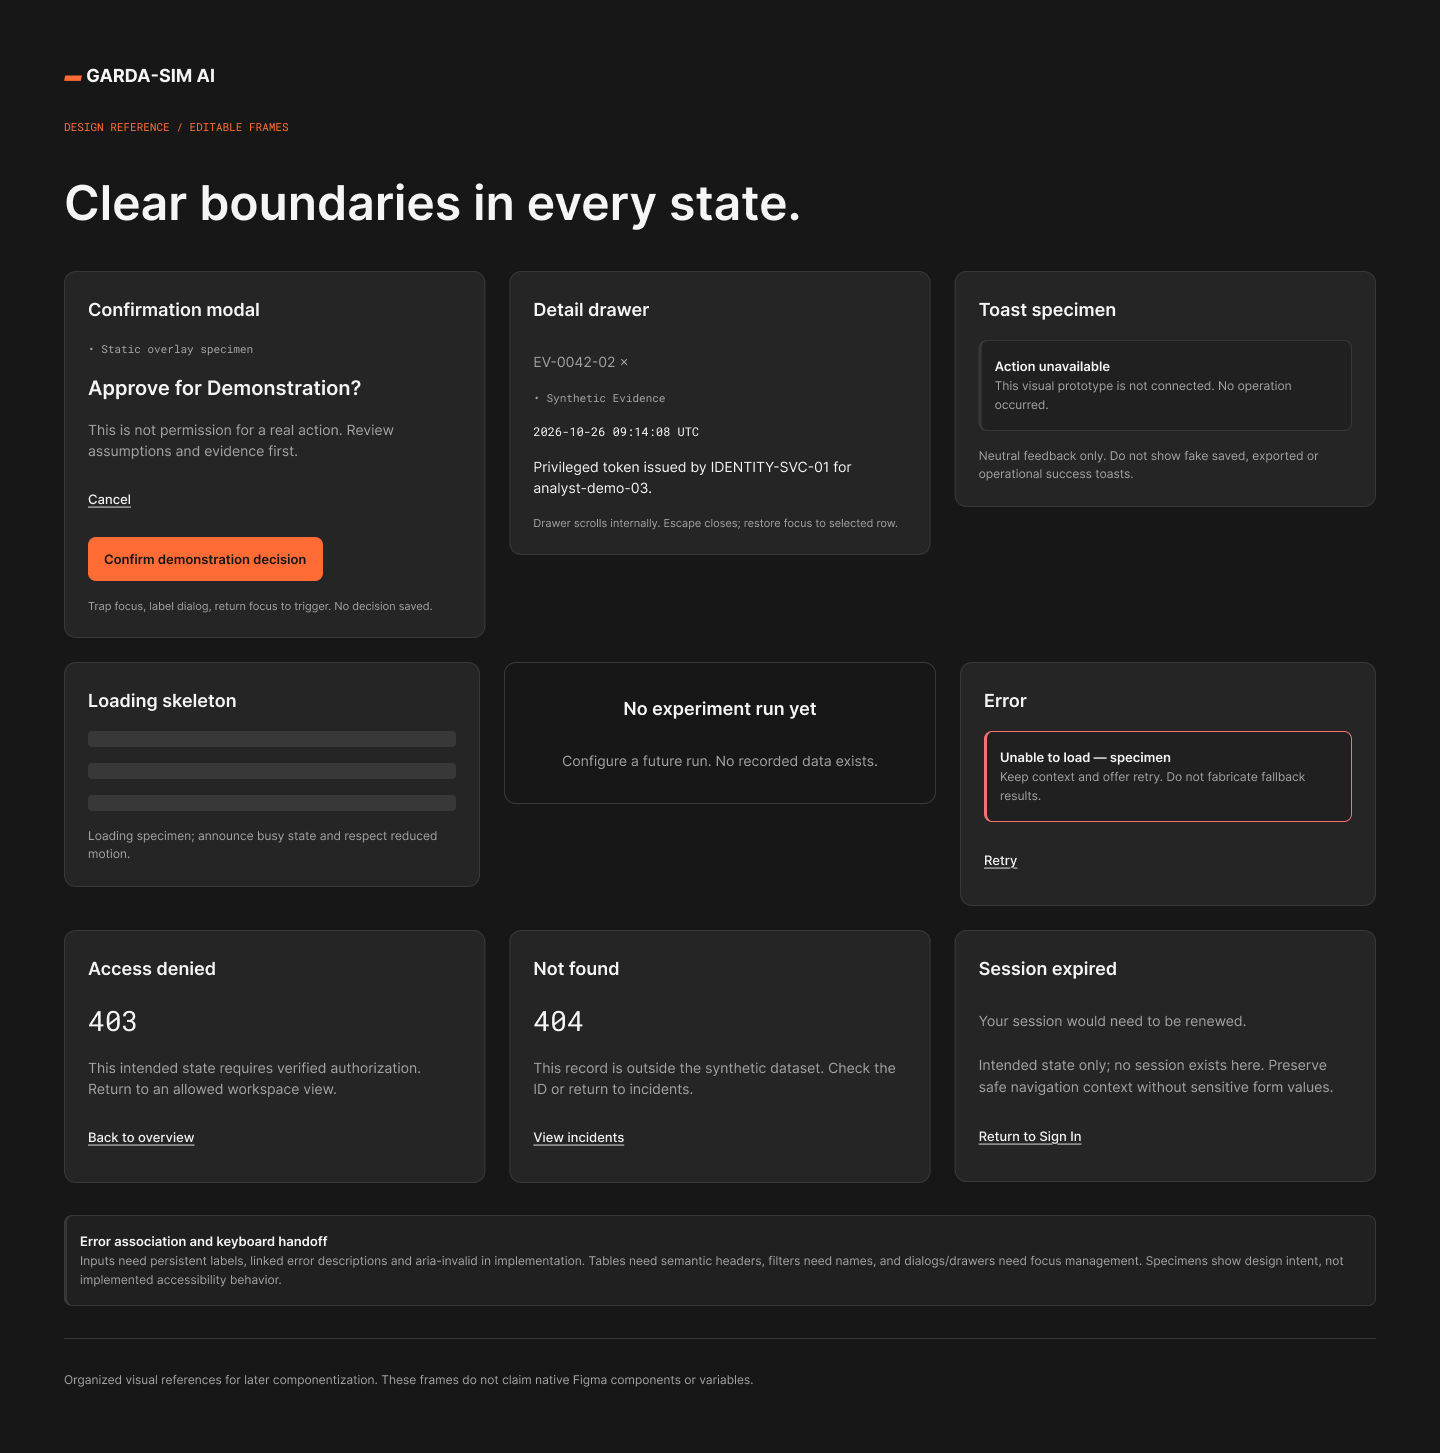 GARDA-SIM AI
DESIGN REFERENCE / EDITABLE FRAMES
Clear boundaries in every state.
Confirmation modal
• Static overlay specimen
Approve for Demonstration?
This is not permission for a real action. Review
assumptions and evidence first.
Cancel
Confirm demonstration decision
Trap focus, label dialog, return focus to trigger. No decision saved.
Detail drawer
EV-0042-02 ×
• Synthetic Evidence
2026-10-26 09:14:08 UTC
Privileged token issued by IDENTITY-SVC-01 for
analyst-demo-03.
Drawer scrolls internally. Escape closes; restore focus to selected row.
Toast specimen
Action unavailable
This visual prototype is not connected. No operation
occurred.
Neutral feedback only. Do not show fake saved, exported or
operational success toasts.
Loading skeleton
Loading specimen; announce busy state and respect reduced
motion.
No experiment run yet
Configure a future run. No recorded data exists.
Error
Unable to load — specimen
Keep context and offer retry. Do not fabricate fallback
results.
Retry
Access denied
403
This intended state requires verified authorization.
Return to an allowed workspace view.
Back to overview
Not found
404
This record is outside the synthetic dataset. Check the
ID or return to incidents.
View incidents
Session expired
Your session would need to be renewed.
Intended state only; no session exists here. Preserve
safe navigation context without sensitive form values.
Return to Sign In
Error association and keyboard handoff
Inputs need persistent labels, linked error descriptions and aria-invalid in implementation. Tables need semantic headers, filters need names, and dialogs/drawers need focus management. Specimens show design intent, not
implemented accessibility behavior.
Organized visual references for later componentization. These frames do not claim native Figma components or variables.